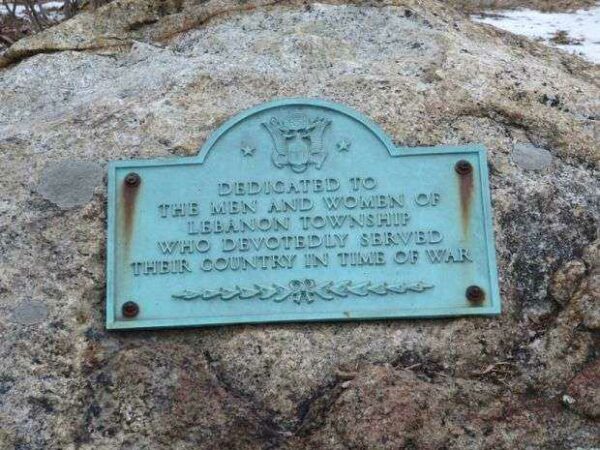 DEDICATED TO
THE MEN AND WOMEN OF
LEBANON TOWNSHIP
WHO DEVOTEDLY SERVED
THEIR COUNTRY IN TIME OF WAR